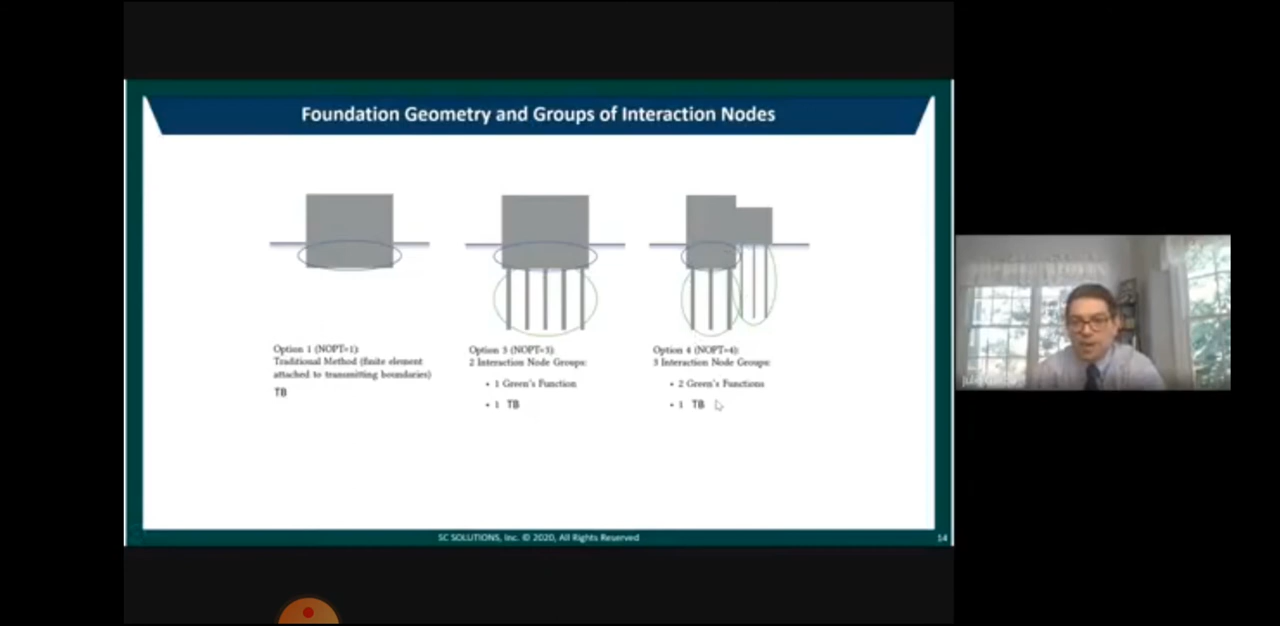 Foundation Geometry and Groups of Interaction Nodes
Option 1 (NOPT=1):
Traditional Method (finite element
attached to transmitting boundaries)
TB
Option 3 (NOPT=3):
2 Interaction Node Groups:
• 1 Green's Function
• 1 TB
Option 4 (NOPT=4):
3 Interaction Node Groups:
• 2 Green's Functions
• 1 TB
SC SOLUTIONS, Inc. © 2020, All Rights Reserved
14